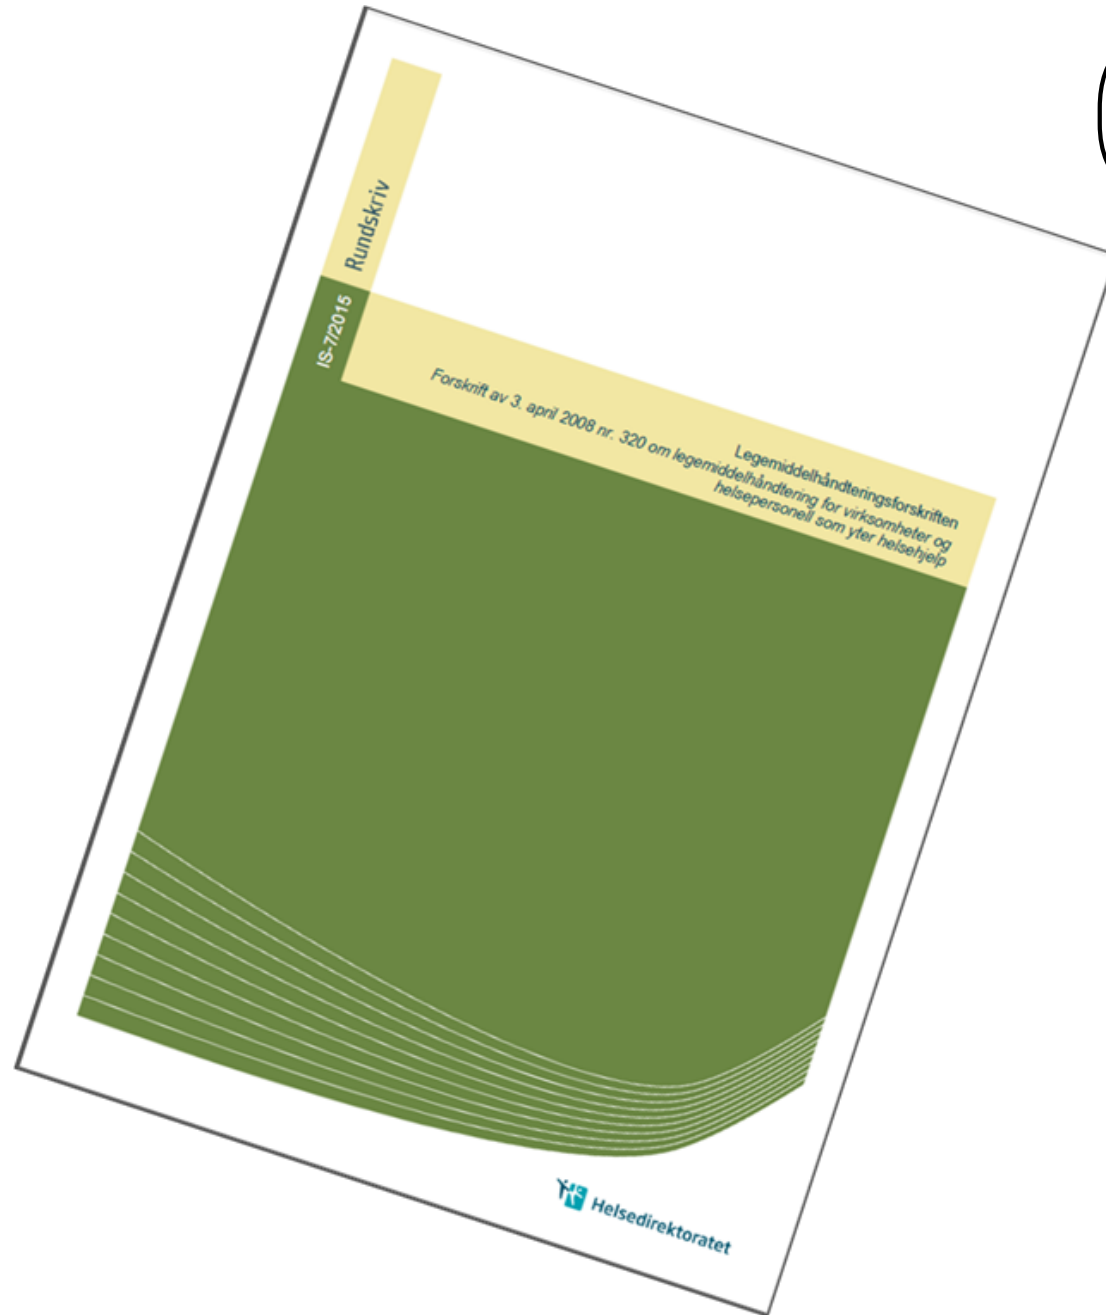 Rundskriv
IS-7/2015
Legemiddelhåndteringsforskriften
Forskrift av 3. april 2008 nr. 320 om legemiddelhåndtering for virksomheter og
helsepersonell som yter helsehjelp
Helsedirektoratet